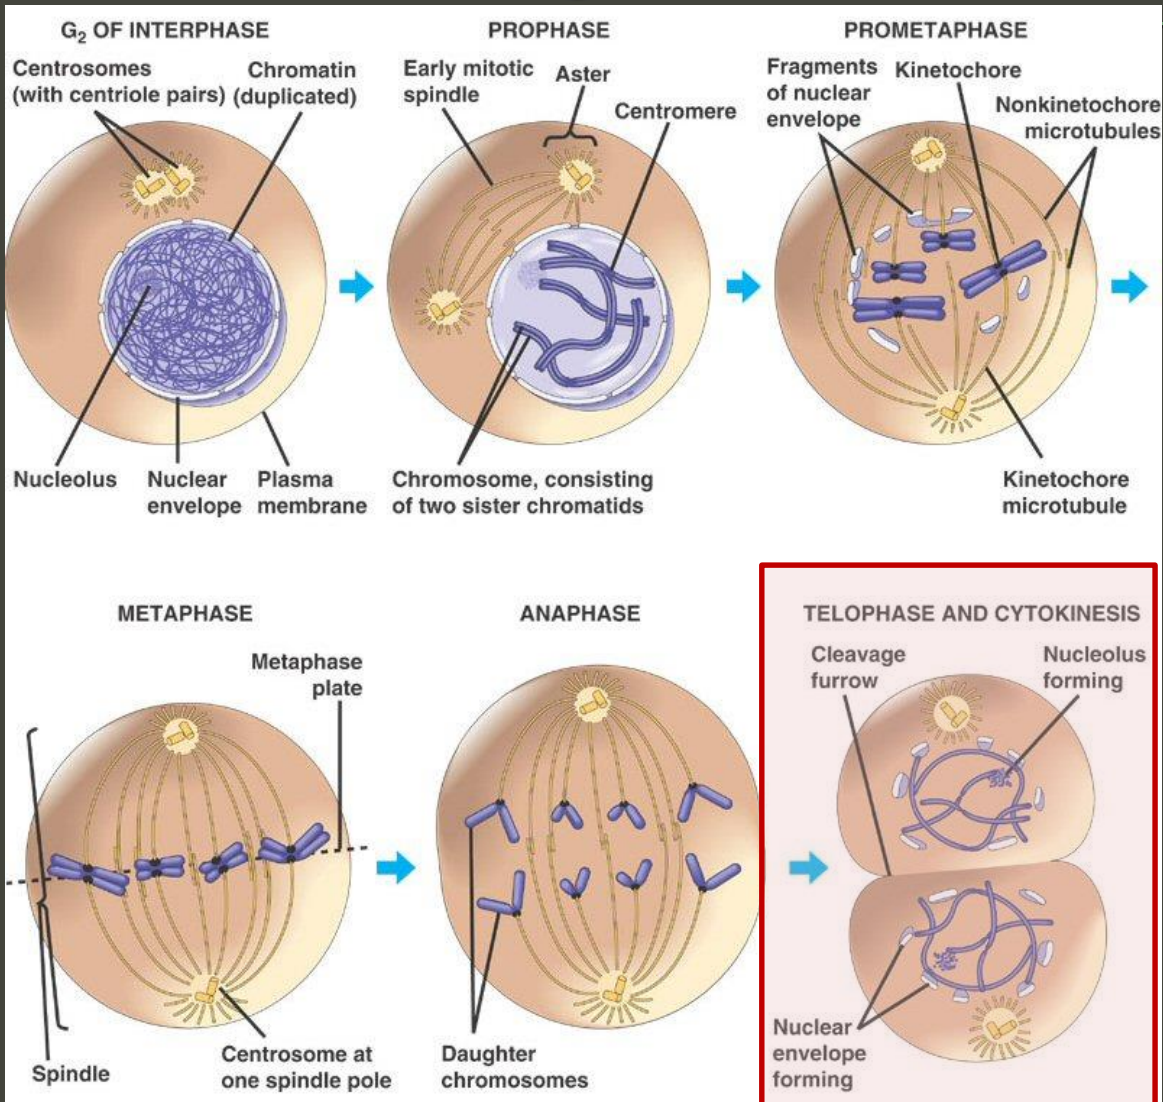 G₂ OF INTERPHASE
Centrosomes
(with centriole pairs)
Chromatin
(duplicated)
Nucleolus
Nuclear
envelope
Plasma
membrane
PROPHASE
Early mitotic
spindle
Aster
Centromere
Chromosome, consisting
of two sister chromatids
PROMETAPHASE
Fragments
of nuclear
envelope
Kinetochore
Nonkinetochore
microtubules
Kinetochore
microtubule
METAPHASE
Metaphase
plate
Spindle
Centrosome at
one spindle pole
ANAPHASE
Daughter
chromosomes
TELOPHASE AND CYTOKINESIS
Cleavage
furrow
Nucleolus
forming
Nuclear
envelope
forming